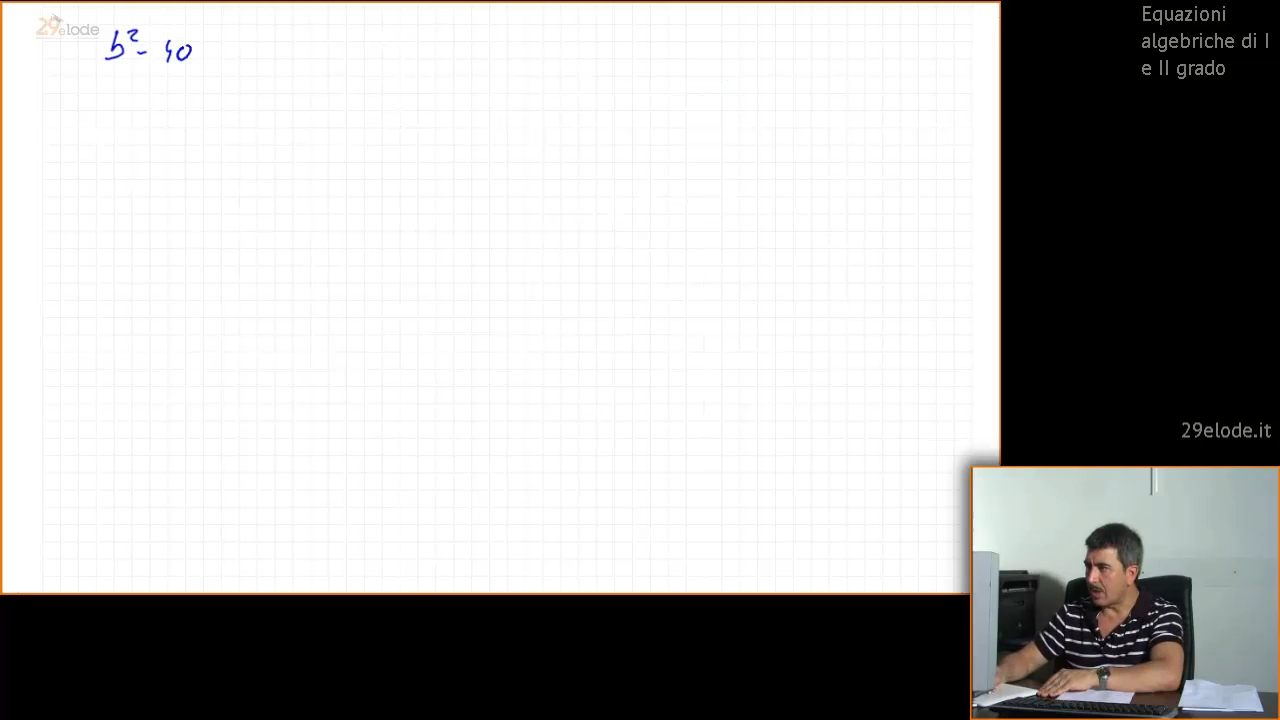 29elode
b² - 40
Equazioni
algebriche di I
e II grado
29elode.it